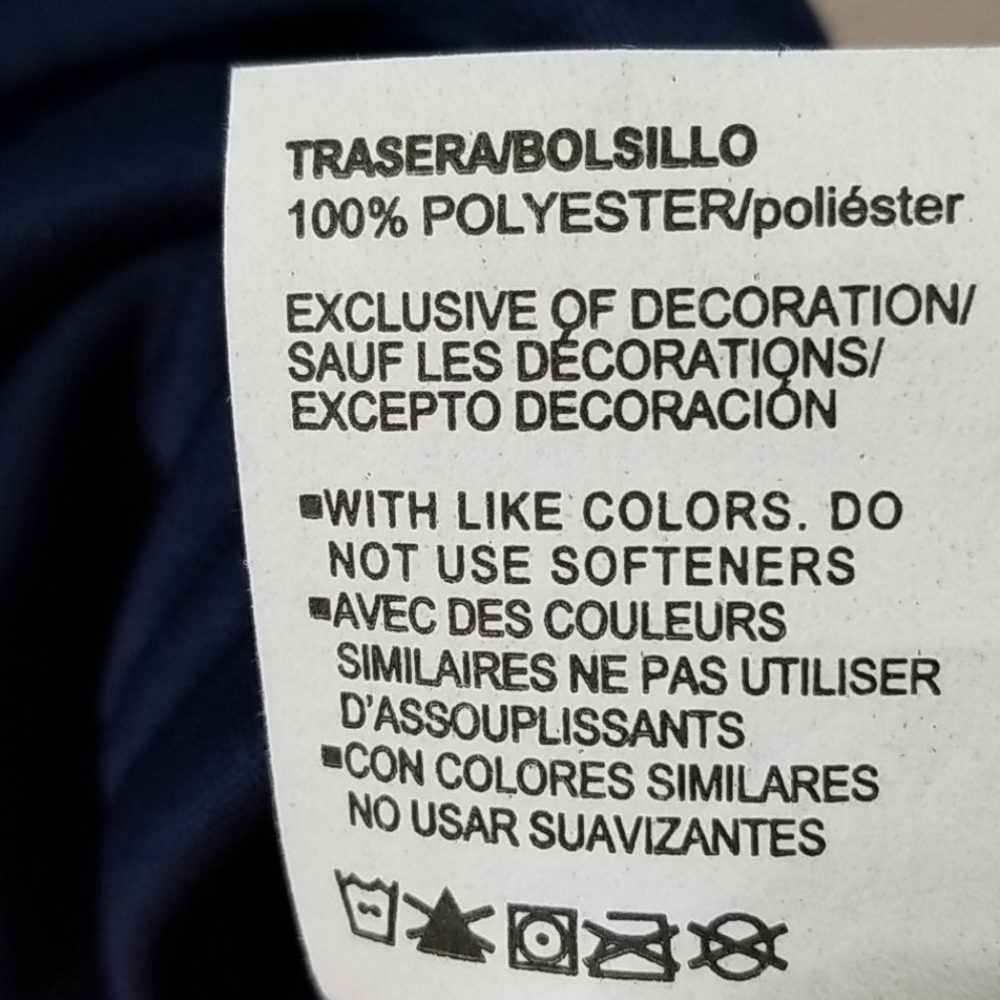 TRASERA/BOLSILLO
100% POLYESTER/poliéster
EXCLUSIVE OF DECORATION/
SAUF LES DÉCORATIONS/
EXCEPTO DECORACIÓN
▪WITH LIKE COLORS. DO
NOT USE SOFTENERS
▪AVEC DES COULEURS
SIMILAIRES NE PAS UTILISER
D'ASSOUPLISSANTS
▪CON COLORES SIMILARES
NO USAR SUAVIZANTES